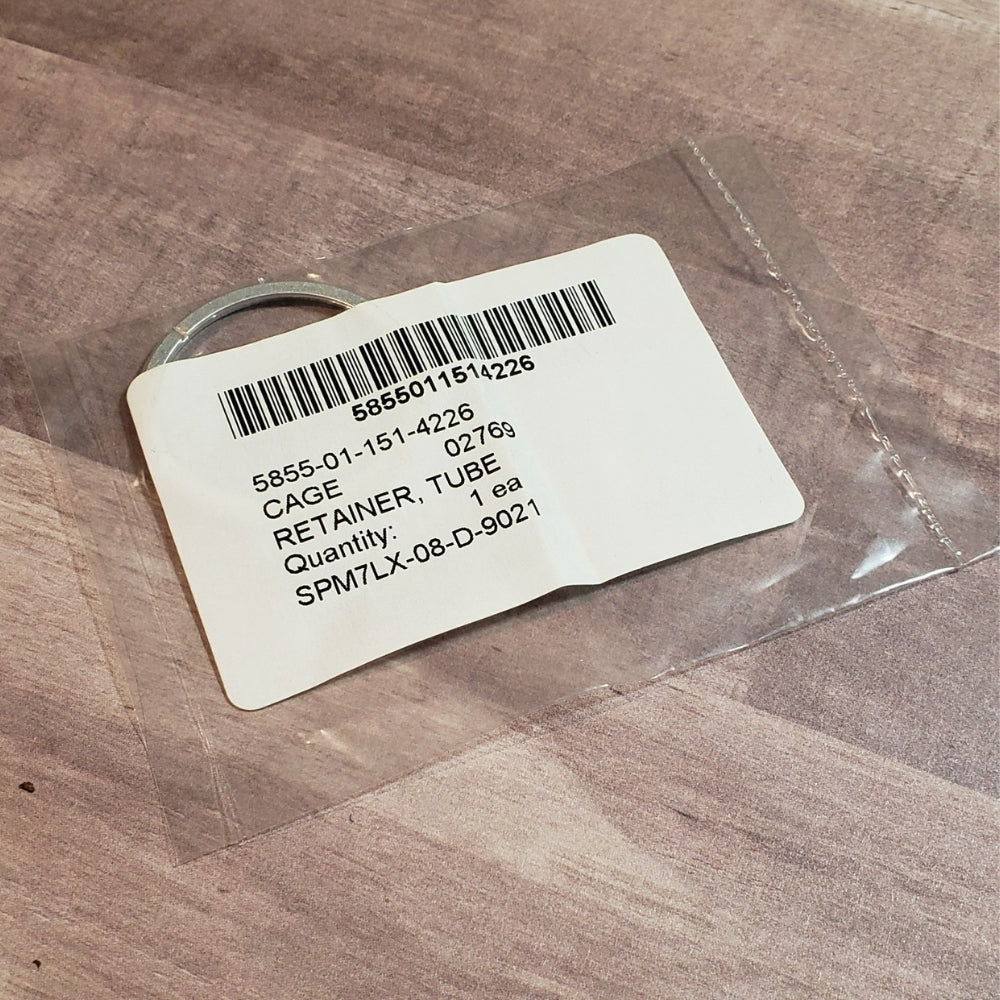 5855011514226
5855-01-151-4226
CAGE 02769
RETAINER, TUBE
Quantity: 1 ea
SPM7LX-08-D-9021